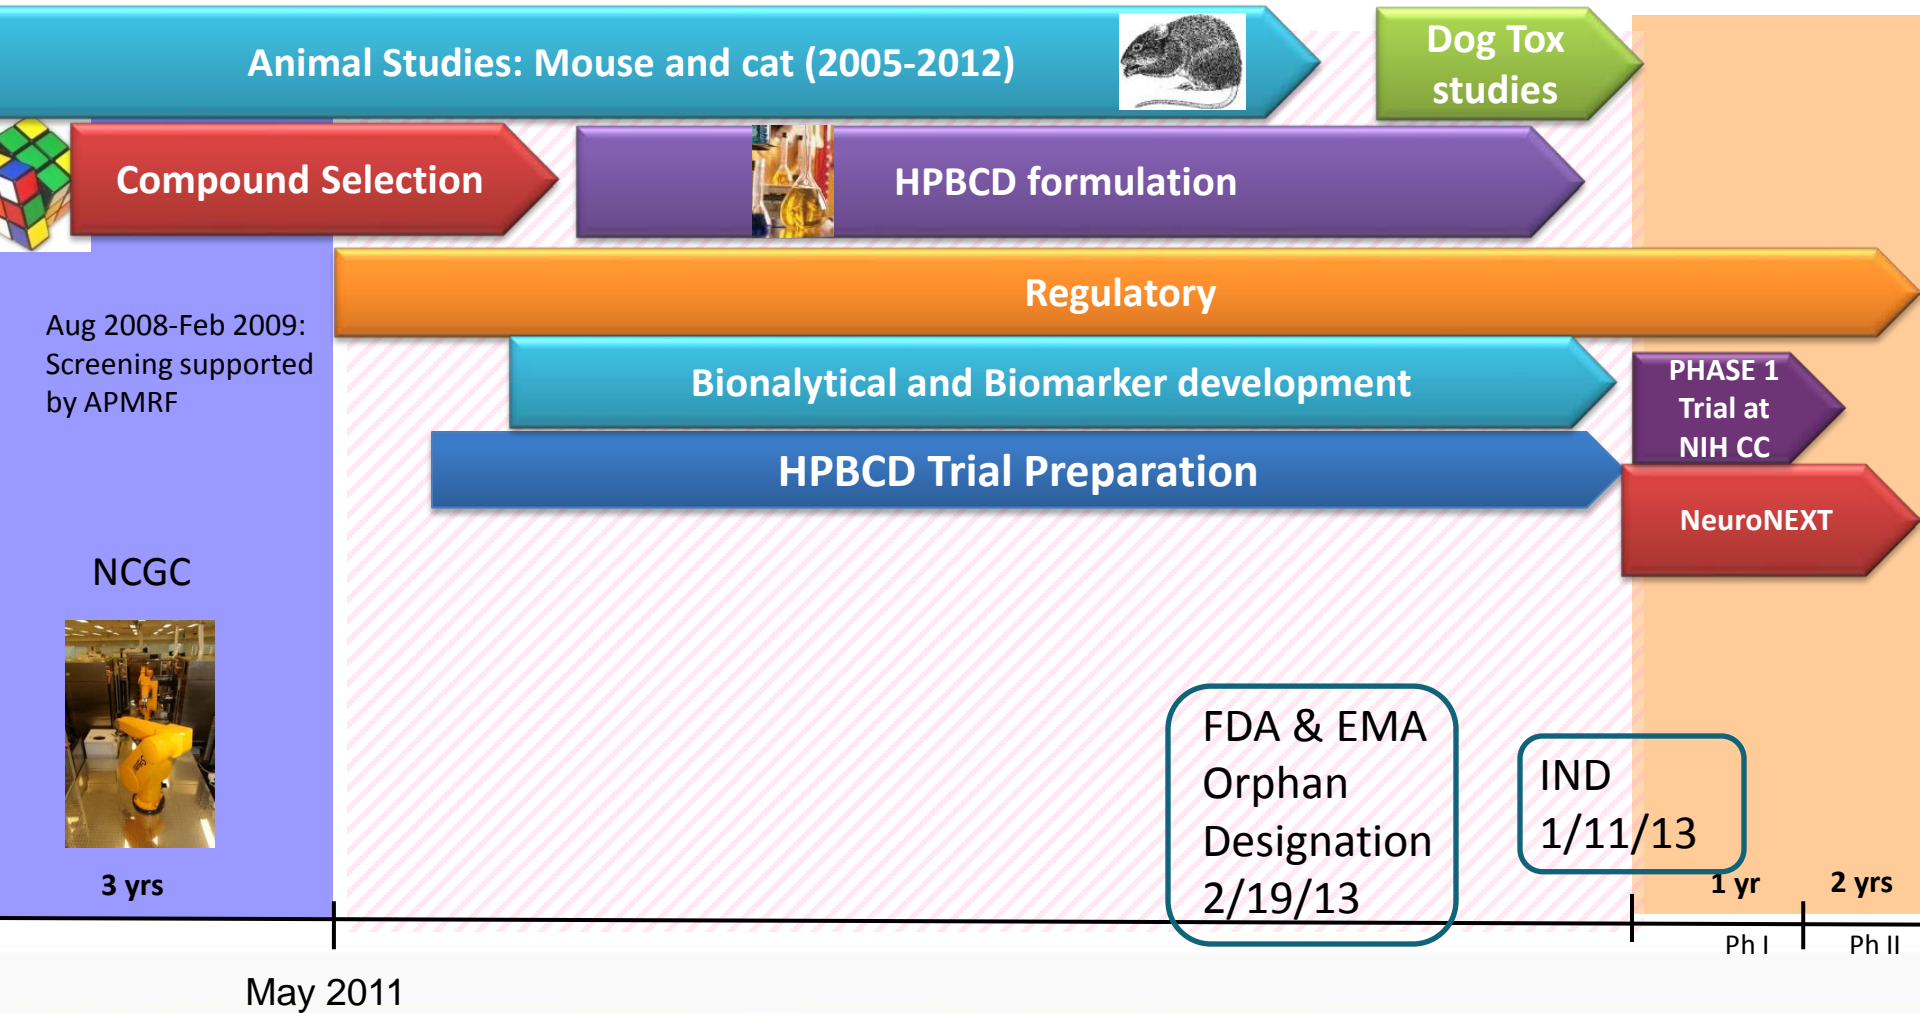 Animal Studies: Mouse and cat (2005-2012)
Dog Tox
studies
Compound Selection
HPBCD formulation
Regulatory
Aug 2008-Feb 2009:
Screening supported
by APMRF
Bionalytical and Biomarker development
PHASE 1
Trial at
NIH CC
HPBCD Trial Preparation
NeuroNEXT
NCGC
FDA & EMA
Orphan
Designation
2/19/13
IND
1/11/13
3 yrs
1 yr
2 yrs
Ph I
Ph II
May 2011